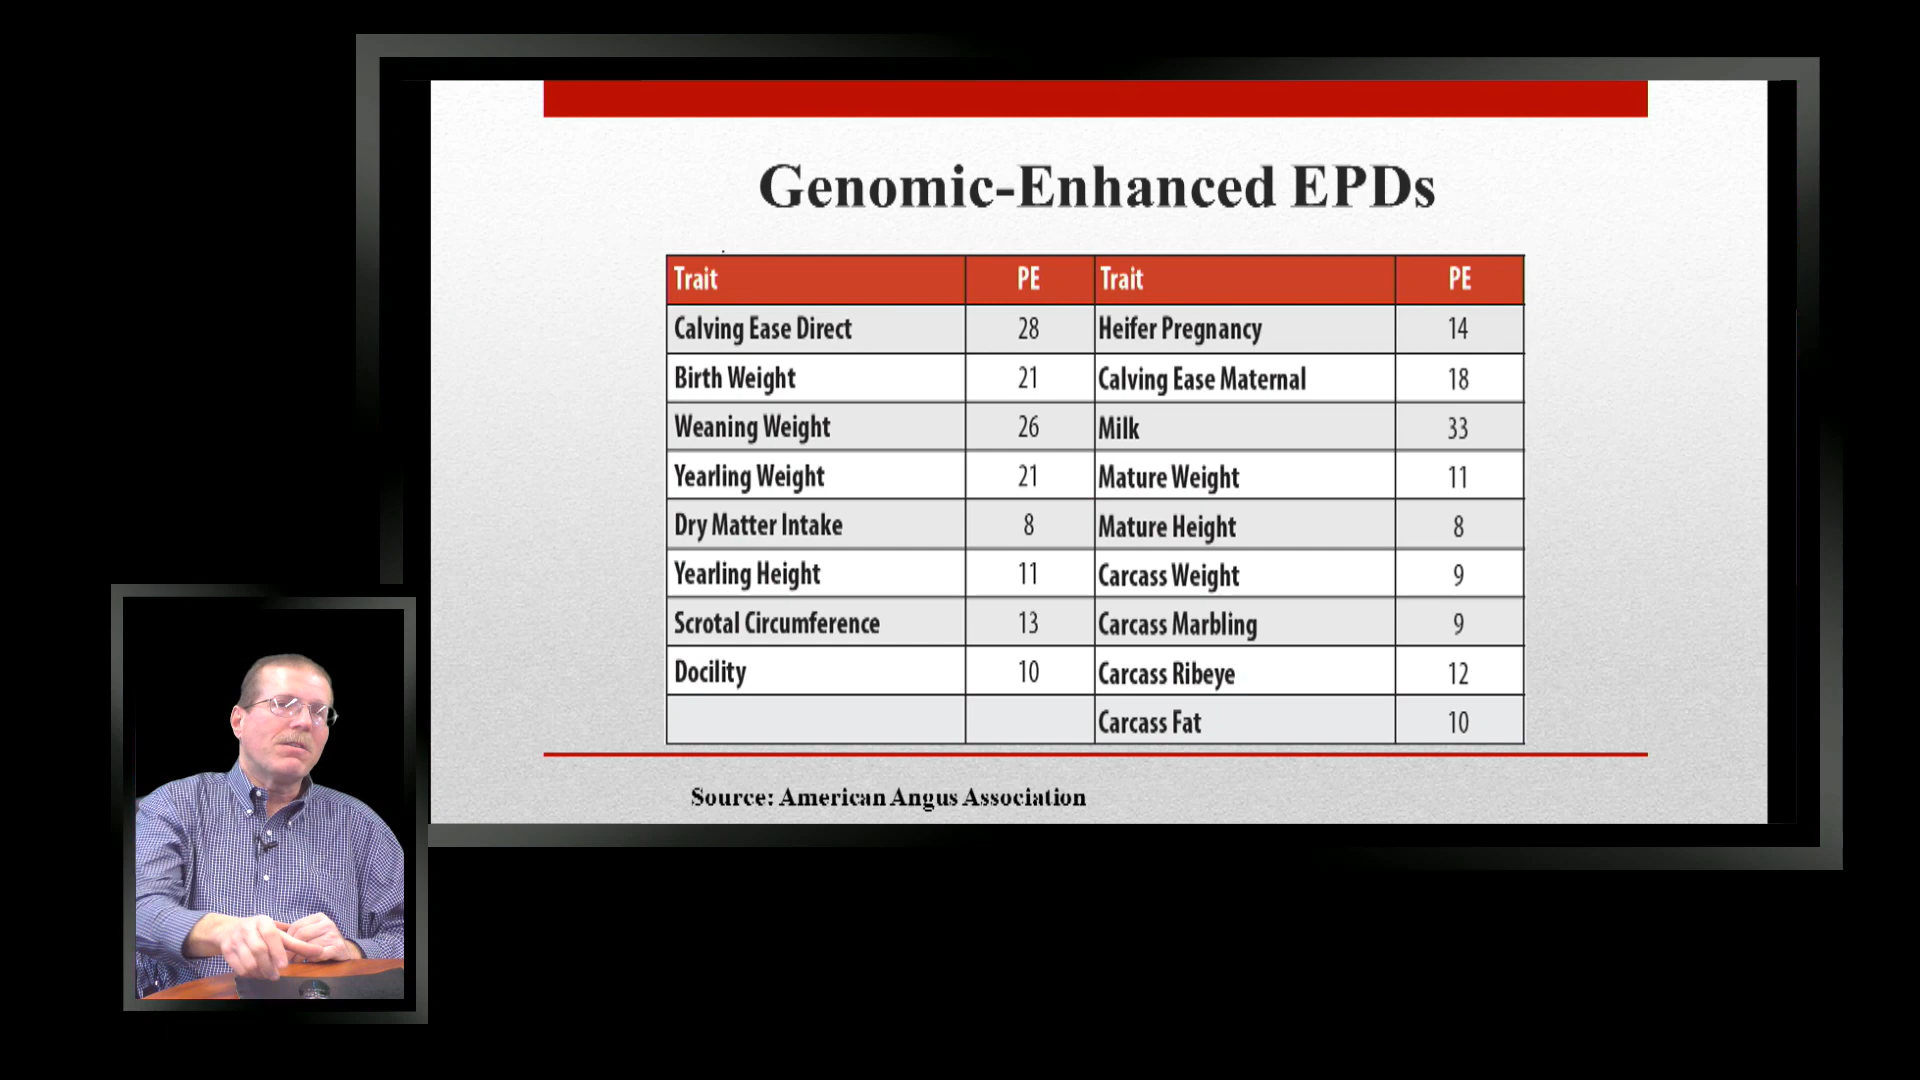 Genomic-Enhanced EPDs
Trait PE Trait PE
Calving Ease Direct 28 Heifer Pregnancy 14
Birth Weight 21 Calving Ease Maternal 18
Weaning Weight 26 Milk 33
Yearling Weight 21 Mature Weight 11
Dry Matter Intake 8 Mature Height 8
Yearling Height 11 Carcass Weight 9
Scrotal Circumference 13 Carcass Marbling 9
Docility 10 Carcass Ribeye 12
Carcass Fat 10
Source: American Angus Association